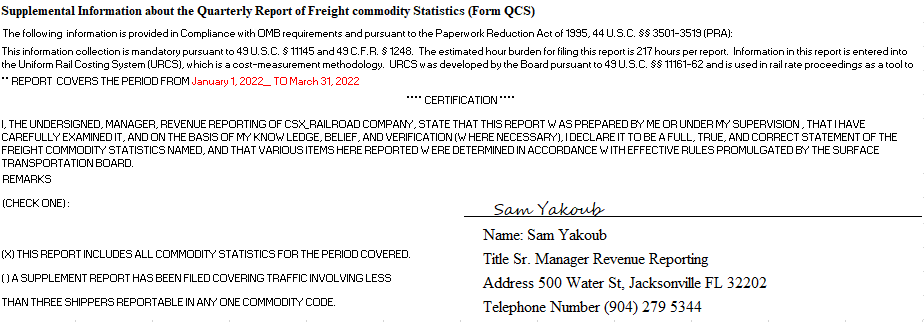 Supplemental Information about the Quarterly Report of Freight commodity Statistics (Form QCS)
The following information is provided in Compliance with OMB requirements and pursuant to the Paperwork Reduction Act of 1995, 44 U.S.C. §§ 3501-3519 (PRA):
This information collection is mandatory pursuant to 49 U.S.C. § 11145 and 49 C.F.R. § 1248. The estimated hour burden for filing this report is 217 hours per report. Information in this report is entered into
the Uniform Rail Costing System (URCS), which is a cost-measurement methodology. URCS was developed by the Board pursuant to 49 U.S.C. §§ 11161-62 and is used in rail rate proceedings as a tool to
** REPORT COVERS THE PERIOD FROM January 1, 2022__ TO March 31, 2022
**** CERTIFICATION ****
I, THE UNDERSIGNED, MANAGER, REVENUE REPORTING OF CSX_RAILROAD COMPANY, STATE THAT THIS REPORT WAS PREPARED BY ME OR UNDER MY SUPERVISION , THAT I HAVE
CAREFULLY EXAMINED IT, AND ON THE BASIS OF MY KNOWLEDGE, BELIEF, AND VERIFICATION (WHERE NECESSARY), I DECLARE IT TO BE A FULL, TRUE, AND CORRECT STATEMENT OF THE
FREIGHT COMMODITY STATISTICS NAMED, AND THAT VARIOUS ITEMS HERE REPORTED WERE DETERMINED IN ACCORDANCE WITH EFFECTIVE RULES PROMULGATED BY THE SURFACE
TRANSPORTATION BOARD.
REMARKS
(CHECK ONE) :
Sam Yakoub
Name: Sam Yakoub
(X) THIS REPORT INCLUDES ALL COMMODITY STATISTICS FOR THE PERIOD COVERED.
Title Sr. Manager Revenue Reporting
( ) A SUPPLEMENT REPORT HAS BEEN FILED COVERING TRAFFIC INVOLVING LESS
Address 500 Water St, Jacksonville FL 32202
THAN THREE SHIPPERS REPORTABLE IN ANY ONE COMMODITY CODE.
Telephone Number (904) 279 5344